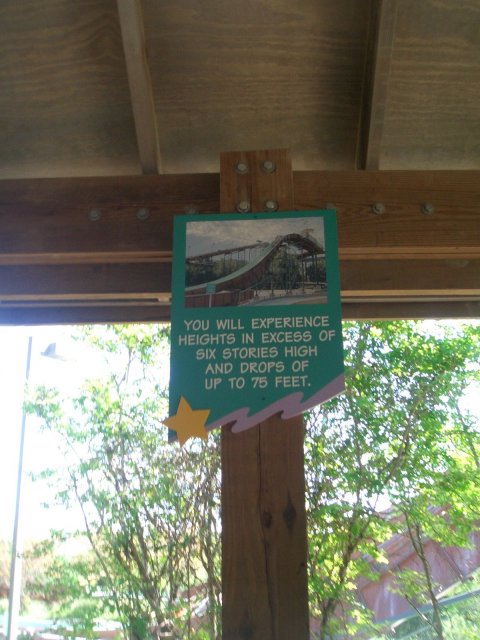 YOU WILL EXPERIENCE
HEIGHTS IN EXCESS OF
SIX STORIES HIGH
AND DROPS OF
UP TO 75 FEET.